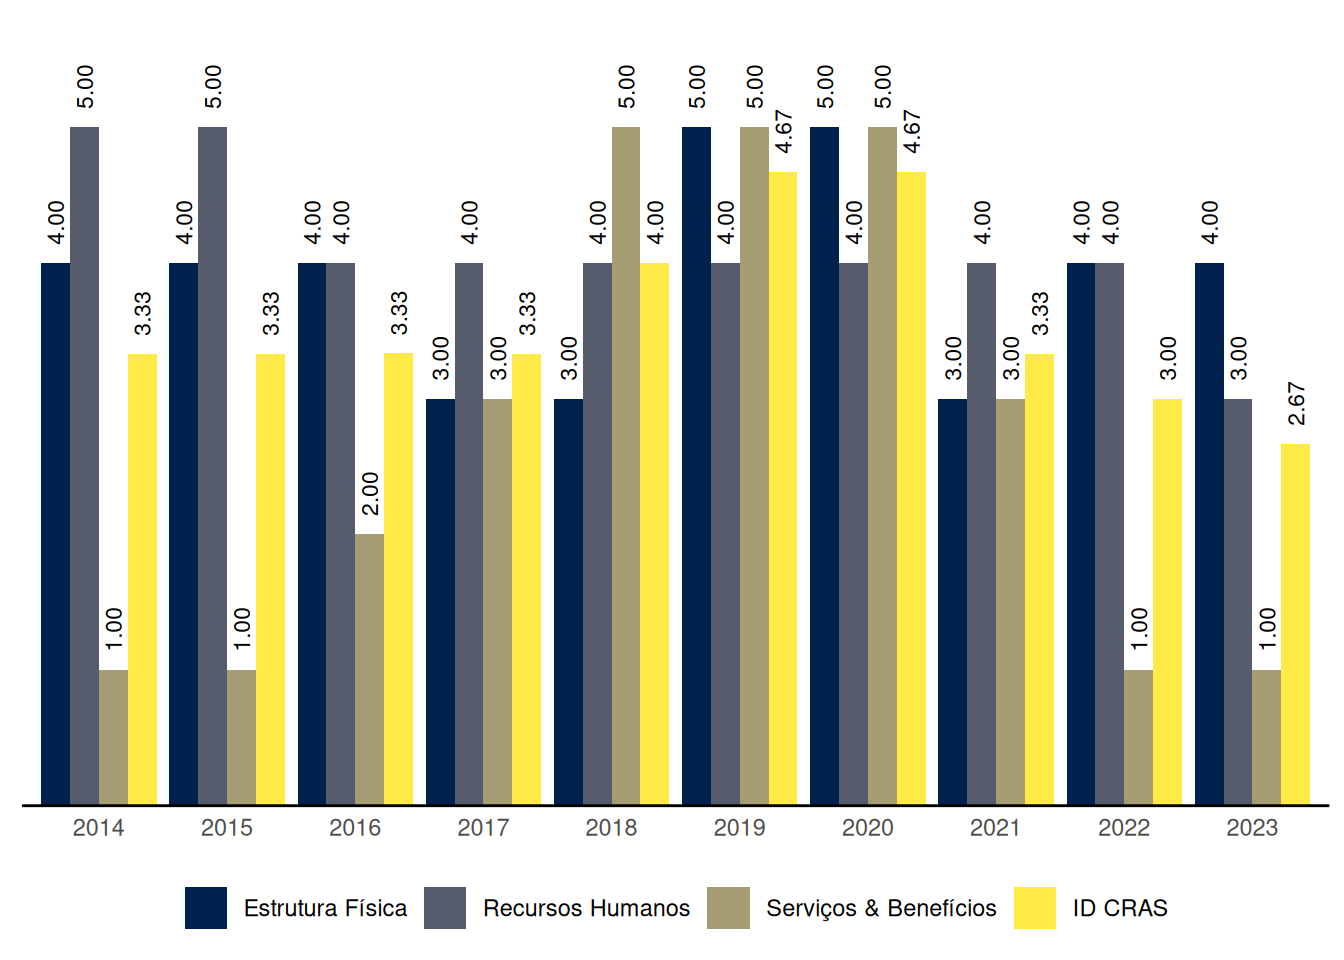 5.00 5.00 5.00 5.00 5.00 5.00 5.00
4.67 4.67
4.00 4.00 4.00 4.00 4.00 4.00 4.00 4.00 4.00 4.00 4.00 4.00 4.00
3.33 3.33 3.33 3.33 3.33
3.00 3.00 3.00 3.00 3.00 3.00 3.00
2.67
2.00
1.00 1.00 1.00 1.00
2014 2015 2016 2017 2018 2019 2020 2021 2022 2023
Estrutura Física Recursos Humanos Serviços & Benefícios ID CRAS